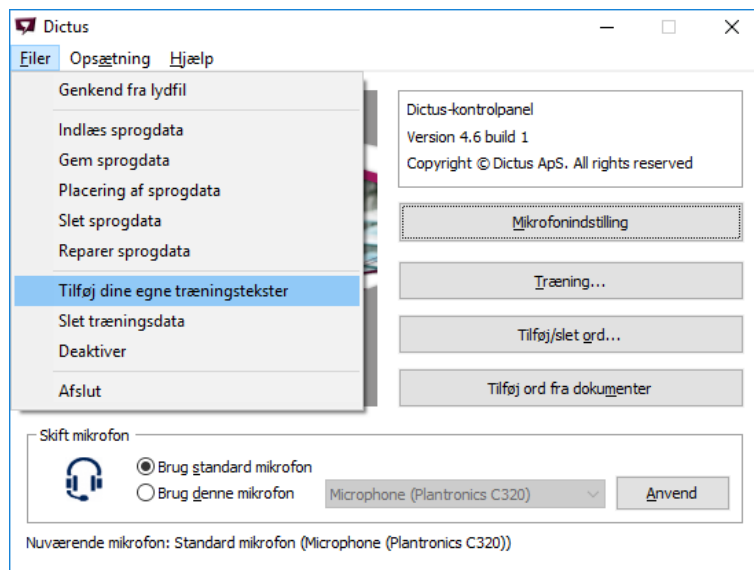 Dictus
Filer Opsætning Hjælp
Genkend fra lydfil
Indlæs sprogdata
Gem sprogdata
Placering af sprogdata
Slet sprogdata
Reparer sprogdata
Tilføj dine egne træningstekster
Slet træningsdata
Deaktiver
Afslut
Dictus-kontrolpanel
Version 4.6 build 1
Copyright © Dictus ApS. All rights reserved
Mikrofonindstilling
Træning...
Tilføj/slet ord...
Tilføj ord fra dokumenter
Skift mikrofon
Brug standard mikrofon
Brug denne mikrofon
Microphone (Plantronics C320)
Anvend
Nuværende mikrofon: Standard mikrofon (Microphone (Plantronics C320))